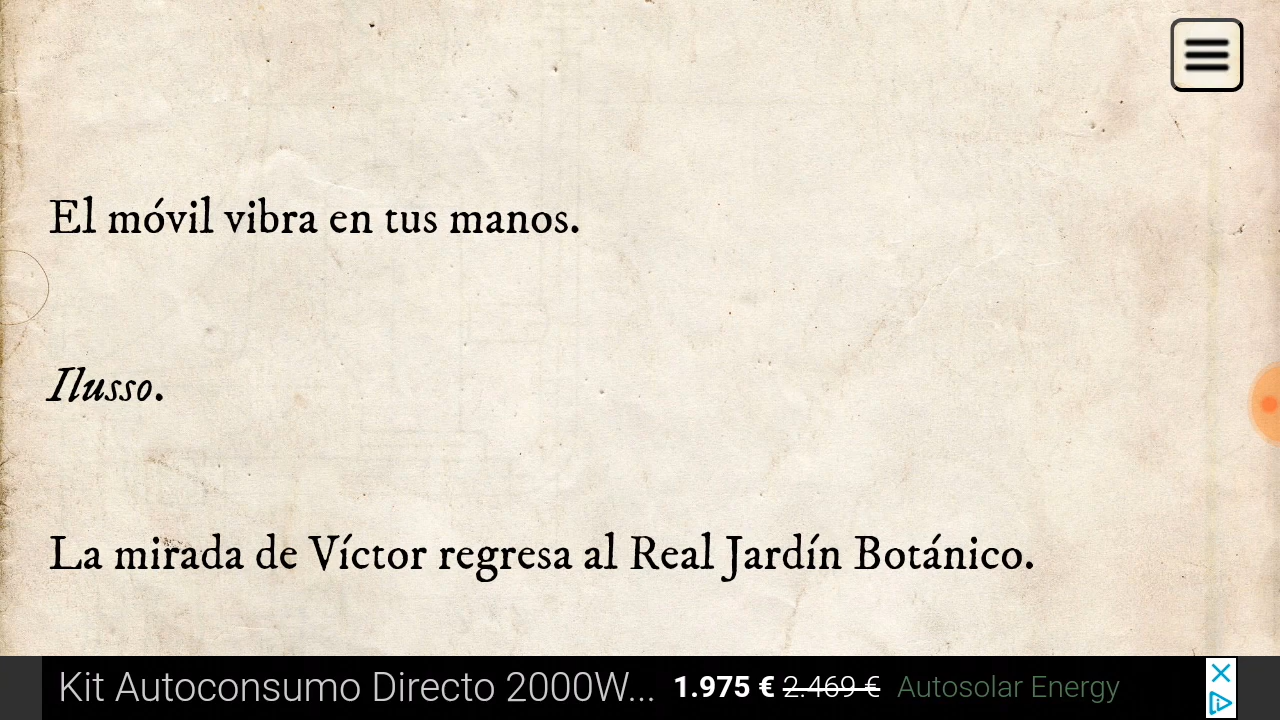 El móvil vibra en tus manos.
Ilusso.
La mirada de Víctor regresa al Real Jardín Botánico.
Kit Autoconsumo Directo 2000W... 1.975 € 2.469 € Autosolar Energy